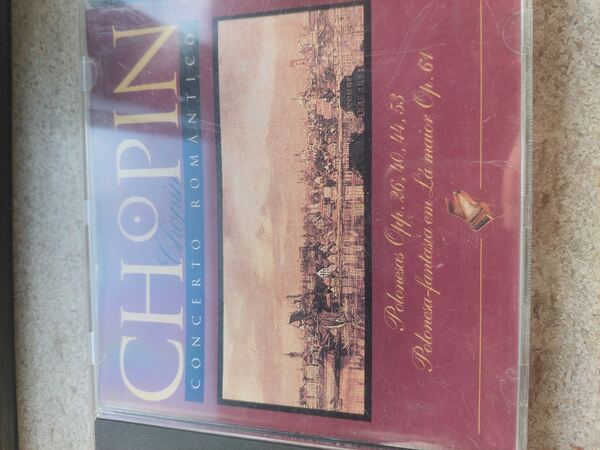 CHOPIN
Chopin
CONCERTO ROMÂNTICO
Polonesas Opp. 26, 40, 44, 53
Polonesa-fantasia em Lá maior Op. 61